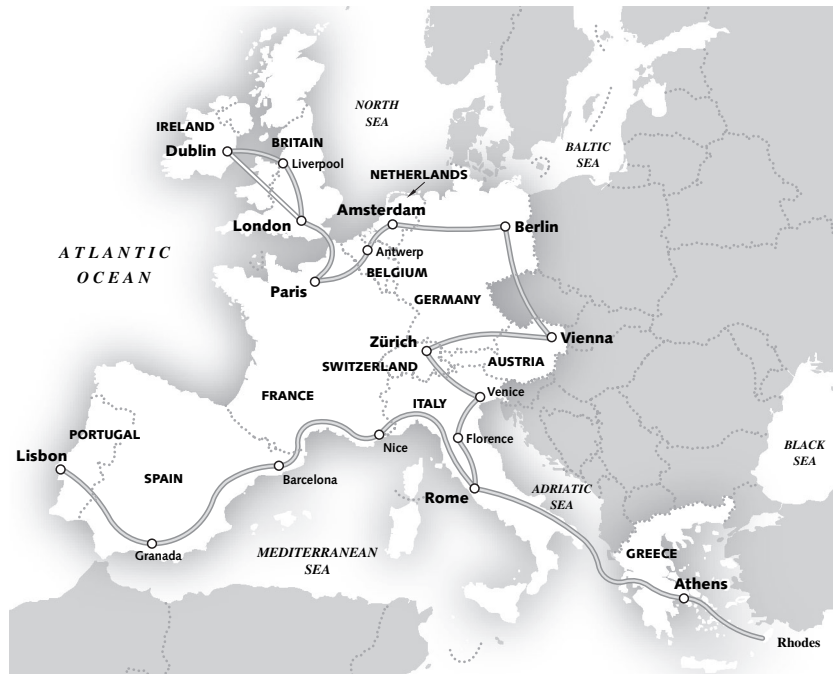 NORTH
SEA
IRELAND
Dublin
BRITAIN
Liverpool
BALTIC
SEA
NETHERLANDS
Amsterdam
London
Berlin
ATLANTIC
OCEAN
Antwerp
BELGIUM
Paris
GERMANY
Zürich
Vienna
SWITZERLAND
AUSTRIA
FRANCE
Venice
ITALY
PORTUGAL
Florence
Nice
BLACK
SEA
Lisbon
SPAIN
Barcelona
Rome
ADRIATIC
SEA
Granada
MEDITERRANEAN
SEA
GREECE
Athens
Rhodes